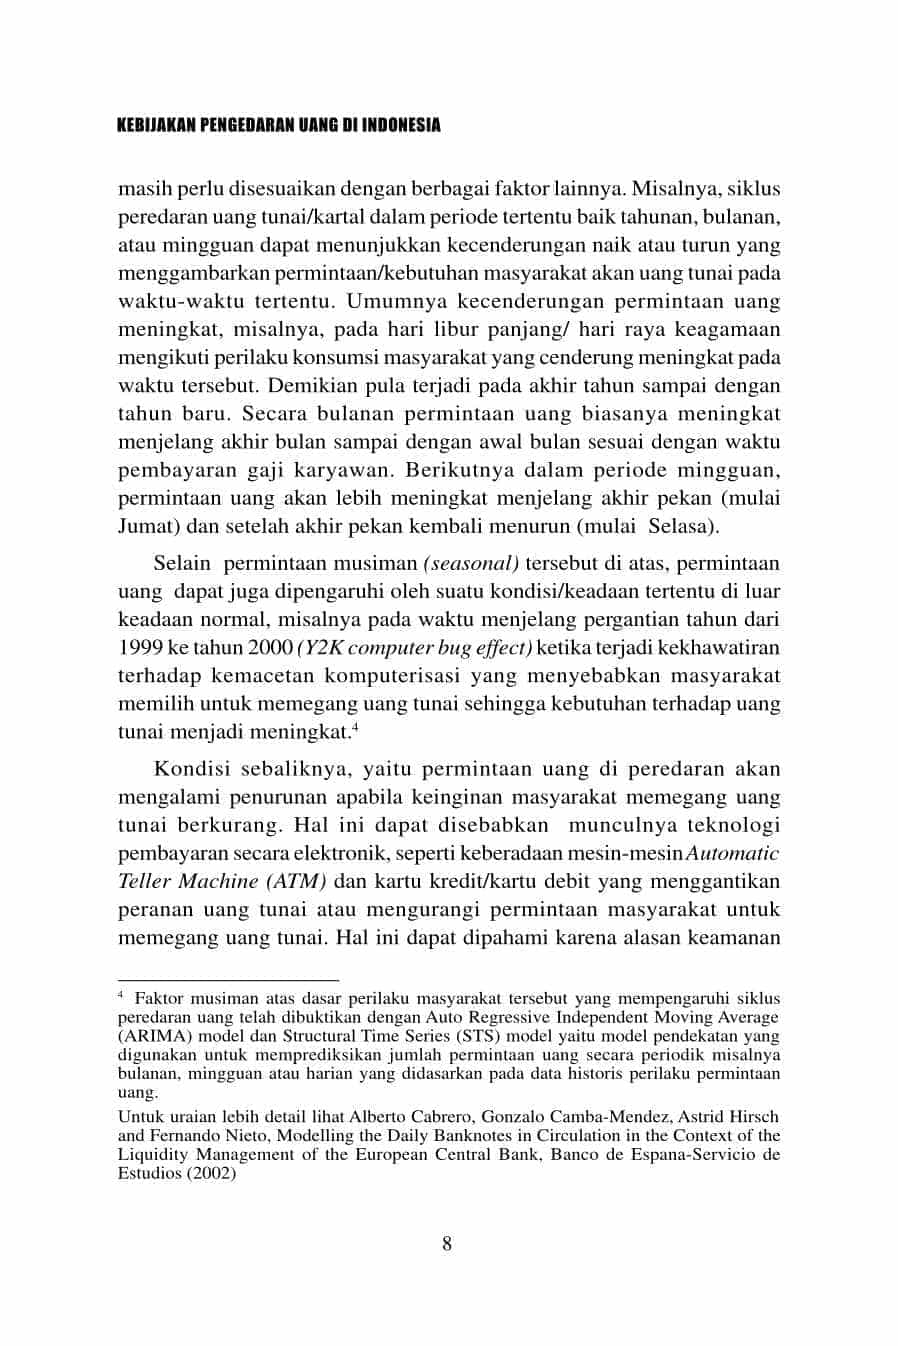 KEBIJAKAN PENGEDARAN UANG DI INDONESIA
masih perlu disesuaikan dengan berbagai faktor lainnya. Misalnya, siklus
peredaran uang tunai/kartal dalam periode tertentu baik tahunan, bulanan,
atau mingguan dapat menunjukkan kecenderungan naik atau turun yang
menggambarkan permintaan/kebutuhan masyarakat akan uang tunai pada
waktu-waktu tertentu. Umumnya kecenderungan permintaan uang
meningkat, misalnya, pada hari libur panjang/ hari raya keagamaan
mengikuti perilaku konsumsi masyarakat yang cenderung meningkat pada
waktu tersebut. Demikian pula terjadi pada akhir tahun sampai dengan
tahun baru. Secara bulanan permintaan uang biasanya meningkat
menjelang akhir bulan sampai dengan awal bulan sesuai dengan waktu
pembayaran gaji karyawan. Berikutnya dalam periode mingguan,
permintaan uang akan lebih meningkat menjelang akhir pekan (mulai
Jumat) dan setelah akhir pekan kembali menurun (mulai  Selasa).
Selain  permintaan musiman (seasonal) tersebut di atas, permintaan
uang  dapat juga dipengaruhi oleh suatu kondisi/keadaan tertentu di luar
keadaan normal, misalnya pada waktu menjelang pergantian tahun dari
1999 ke tahun 2000 (Y2K computer bug effect) ketika terjadi kekhawatiran
terhadap kemacetan komputerisasi yang menyebabkan masyarakat
memilih untuk memegang uang tunai sehingga kebutuhan terhadap uang
tunai menjadi meningkat.4
Kondisi sebaliknya, yaitu permintaan uang di peredaran akan
mengalami penurunan apabila keinginan masyarakat memegang uang
tunai berkurang. Hal ini dapat disebabkan  munculnya teknologi
pembayaran secara elektronik, seperti keberadaan mesin-mesin Automatic
Teller Machine (ATM) dan kartu kredit/kartu debit yang menggantikan
peranan uang tunai atau mengurangi permintaan masyarakat untuk
memegang uang tunai. Hal ini dapat dipahami karena alasan keamanan
4 Faktor musiman atas dasar perilaku masyarakat tersebut yang mempengaruhi siklus
peredaran uang telah dibuktikan dengan Auto Regressive Independent Moving Average
(ARIMA) model dan Structural Time Series (STS) model yaitu model pendekatan yang
digunakan untuk memprediksikan jumlah permintaan uang secara periodik misalnya
bulanan, mingguan atau harian yang didasarkan pada data historis perilaku permintaan
uang.
Untuk uraian lebih detail lihat Alberto Cabrero, Gonzalo Camba-Mendez, Astrid Hirsch
and Fernando Nieto, Modelling the Daily Banknotes in Circulation in the Context of the
Liquidity Management of the European Central Bank, Banco de Espana-Servicio de
Estudios (2002)
8